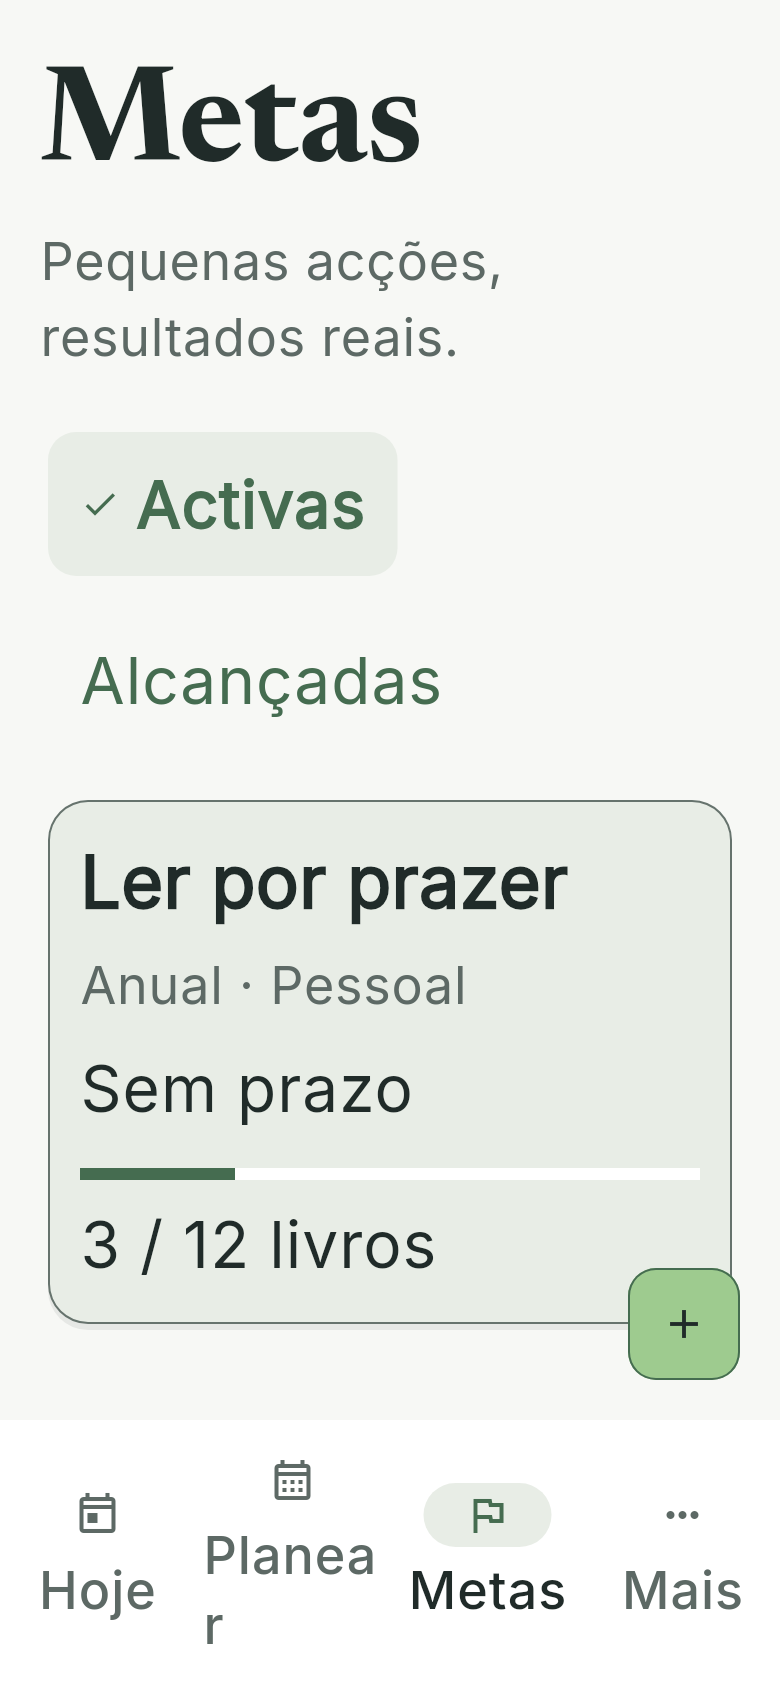 Metas
Pequenas acções,
resultados reais.
Activas
Alcançadas
Ler por prazer
Anual · Pessoal
Sem prazo
3 / 12 livros
Hoje
Planea
r
Metas
Mais